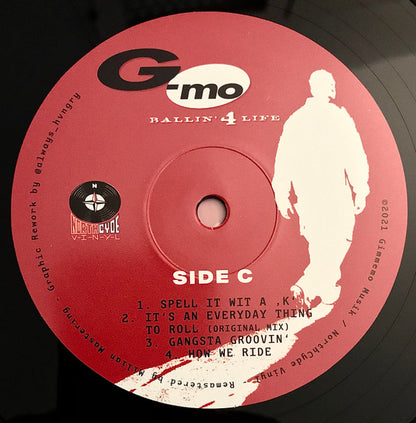 G-mo
BALLIN' 4 LIFE
N
NORTHCYDE
V-I-N-Y-L
SIDE C
1. SPELL IT WIT A ,K'
2. IT'S AN EVERYDAY THING
TO ROLL (ORIGINAL MIX)
3. GANGSTA GROOVIN'
4. HOW WE RIDE
©2021 Gimmemo Musik / NorthCyde Vinyl - Remastered by Milian Mastering - Graphic Rework by @always_hvngry